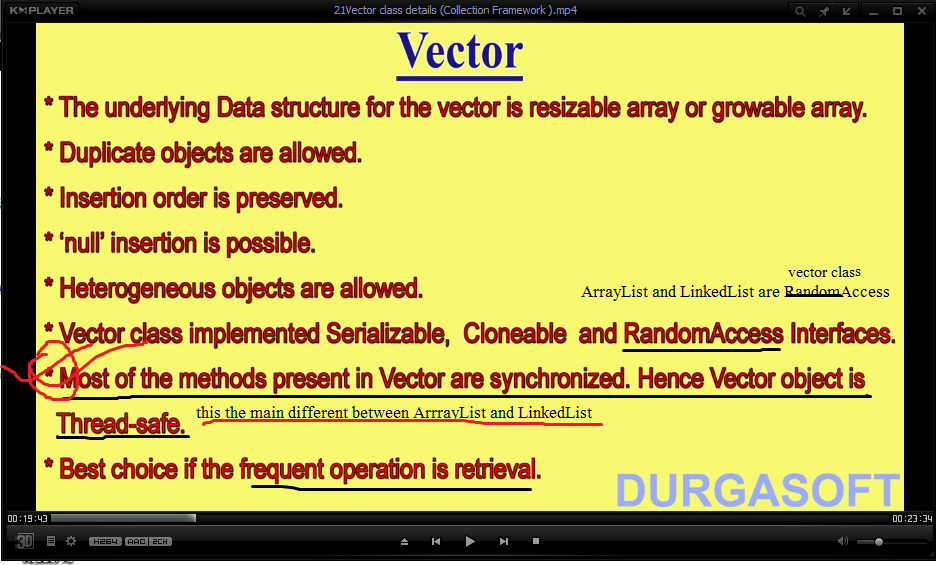 KMPLAYER
21Vector class details (Collection Framework ).mp4
Vector
* The underlying Data structure for the vector is resizable array or growable array.
* Duplicate objects are allowed.
* Insertion order is preserved.
* ‘null’ insertion is possible.
vector class
* Heterogeneous objects are allowed.
ArrayList and LinkedList are RandomAccess
* Vector class implemented Serializable, Cloneable and RandomAccess Interfaces.
* Most of the methods present in Vector are synchronized. Hence Vector object is
Thread-safe.
this the main different between ArrrayList and LinkedList
* Best choice if the frequent operation is retrieval.
DURGASOFT
00:19:43
00:23:34
3D
H264
AAC 2CH